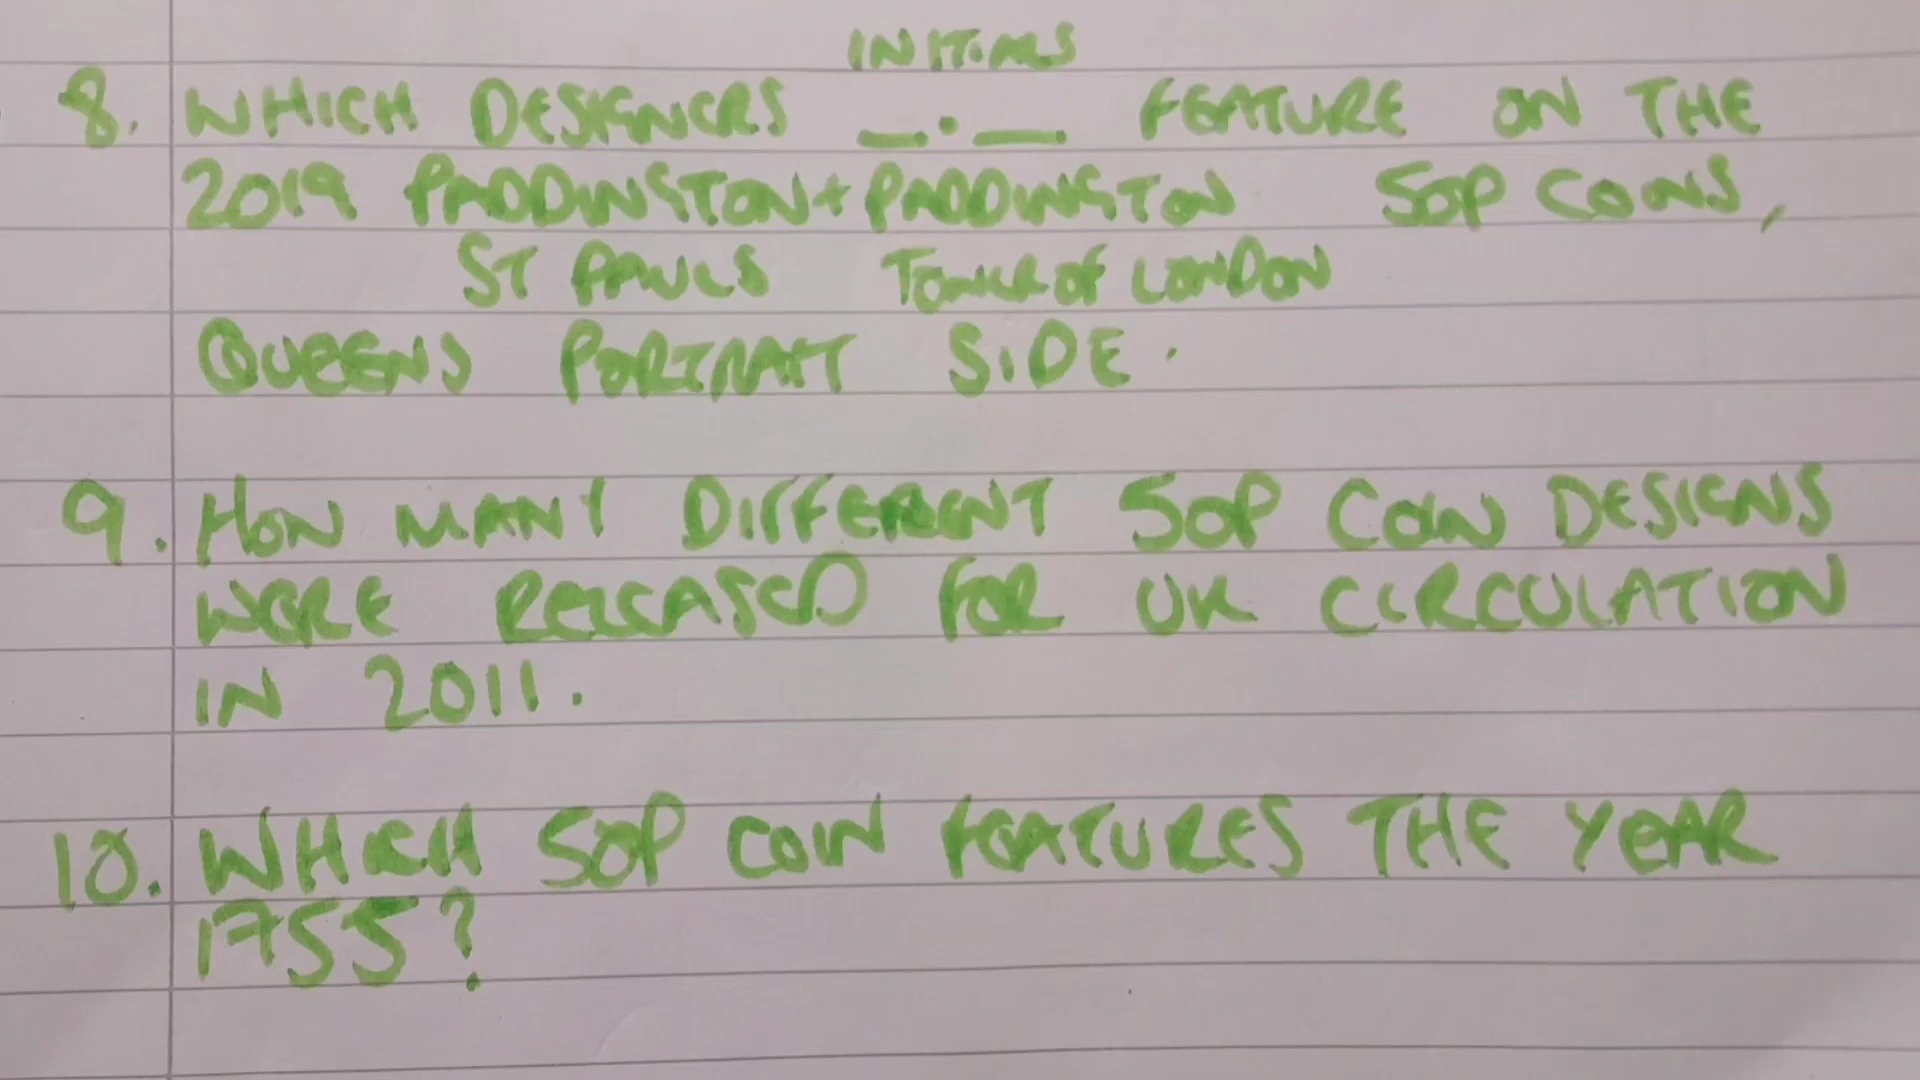 INITIALS
8. WHICH DESIGNERS _._ FEATURE ON THE
2019 PADDINGTON + PADDINGTON 50P COINS,
ST PAULS TOWER OF LONDON
QUEENS PORTRAIT SIDE.
9. HOW MANY DIFFERENT 50P COIN DESIGNS
WERE RELEASED FOR UK CIRCULATION
IN 2011.
10. WHICH 50P COIN FEATURES THE YEAR
1755?